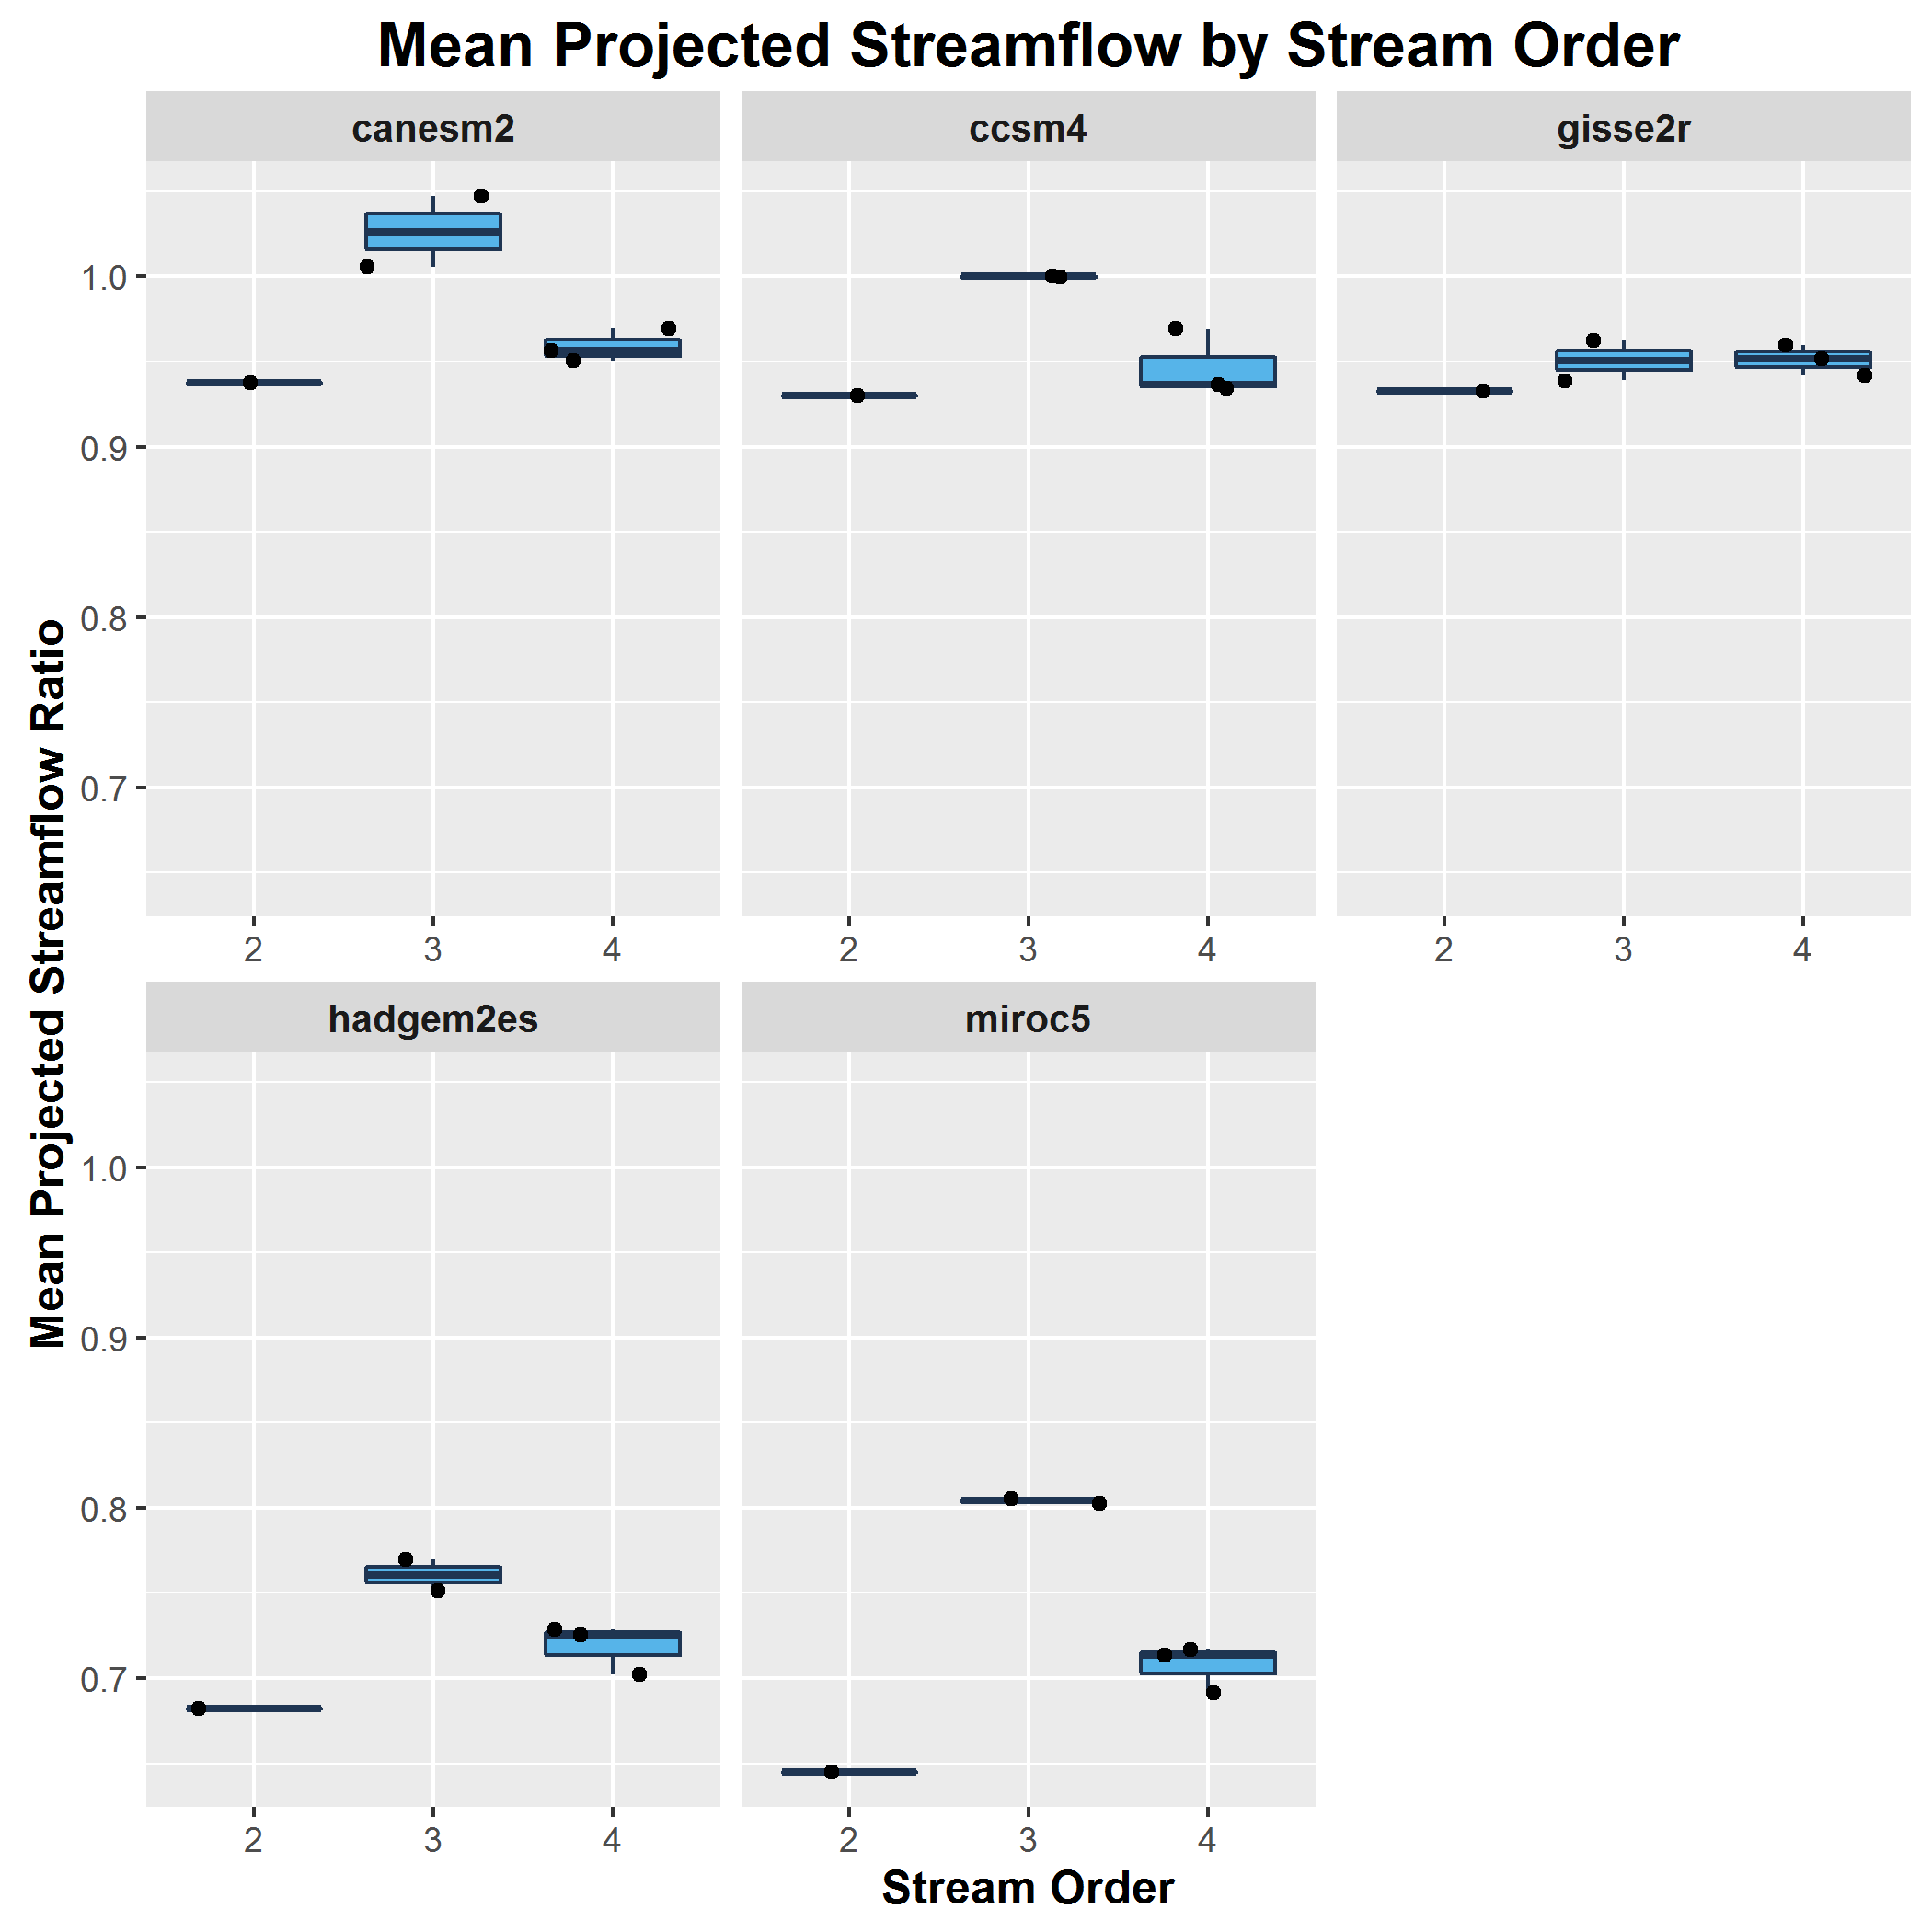 Mean Projected Streamflow by Stream Order
canesm2 ccsm4 gisse2r
1.0
0.9
0.8
0.7
2 3 4 2 3 4 2 3 4
Mean Projected Streamflow Ratio
hadgem2es miroc5
1.0
0.9
0.8
0.7
2 3 4 2 3 4
Stream Order